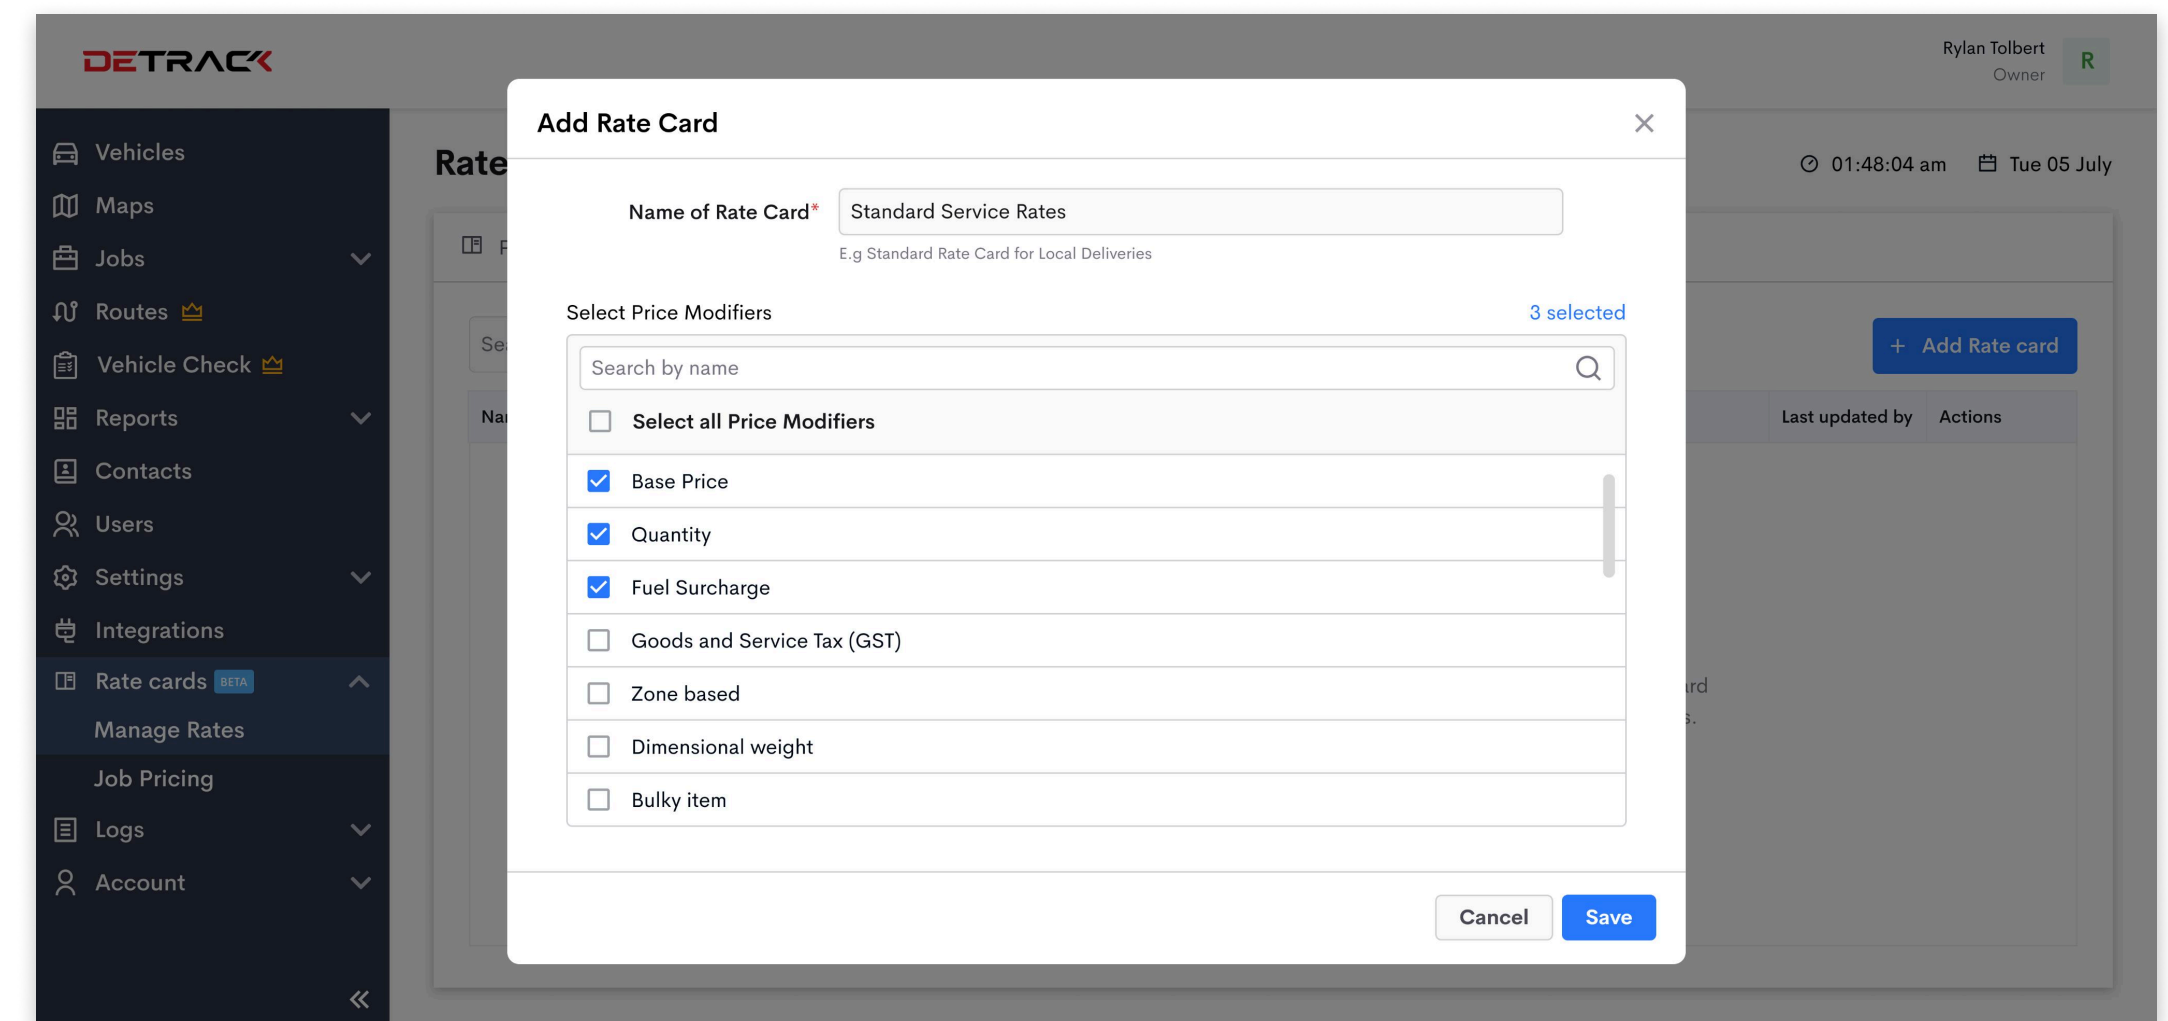 DETRACK
Rylan Tolbert
Owner
R
Vehicles
Maps
Jobs
Routes
Vehicle Check
Reports
Contacts
Users
Settings
Integrations
Rate cards BETA
Manage Rates
Job Pricing
Logs
Account
Rate
01:48:04 am Tue 05 July
+ Add Rate card
Last updated by Actions
Add Rate Card
Name of Rate Card* Standard Service Rates
E.g Standard Rate Card for Local Deliveries
Select Price Modifiers 3 selected
Search by name
Select all Price Modifiers
Base Price
Quantity
Fuel Surcharge
Goods and Service Tax (GST)
Zone based
Dimensional weight
Bulky item
Cancel Save